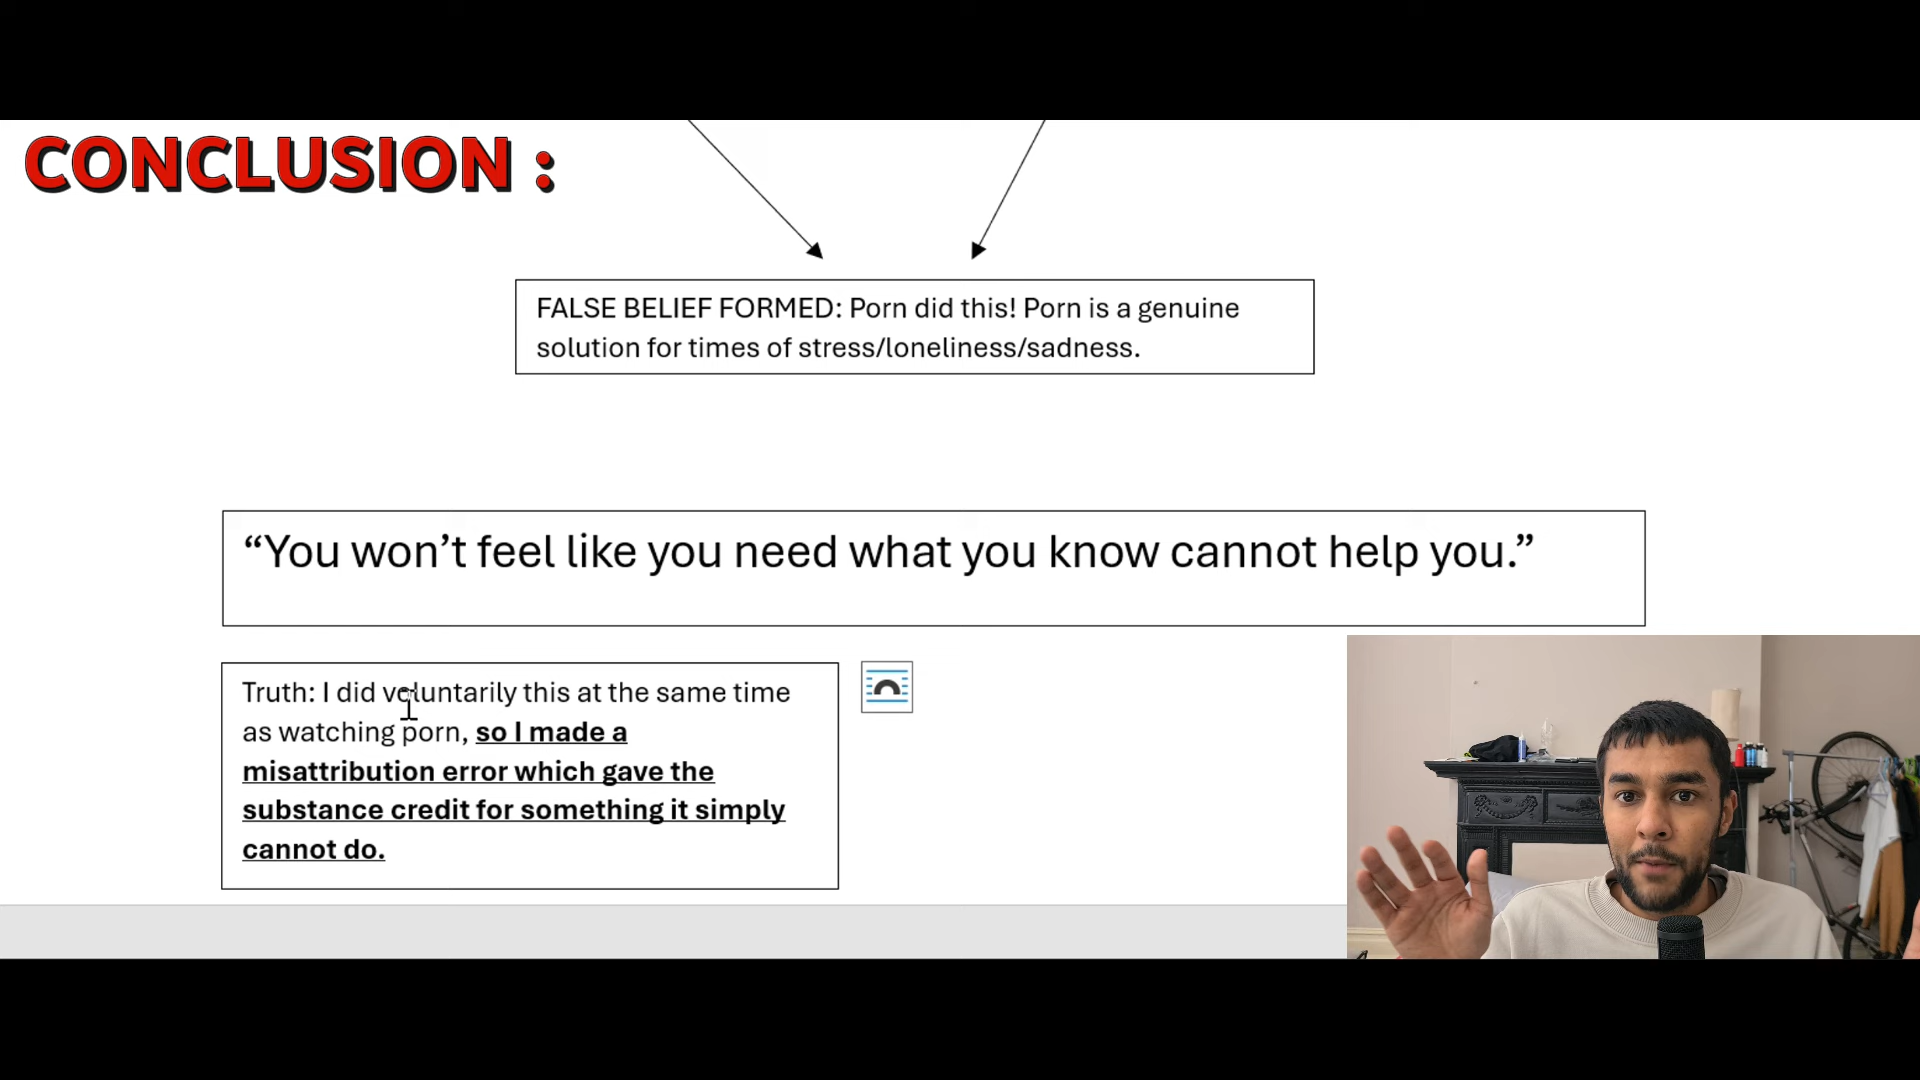 CONCLUSION :
FALSE BELIEF FORMED: Porn did this! Porn is a genuine
solution for times of stress/loneliness/sadness.
“You won’t feel like you need what you know cannot help you.”
Truth: I did voluntarily this at the same time
as watching porn, so I made a
misattribution error which gave the
substance credit for something it simply
cannot do.